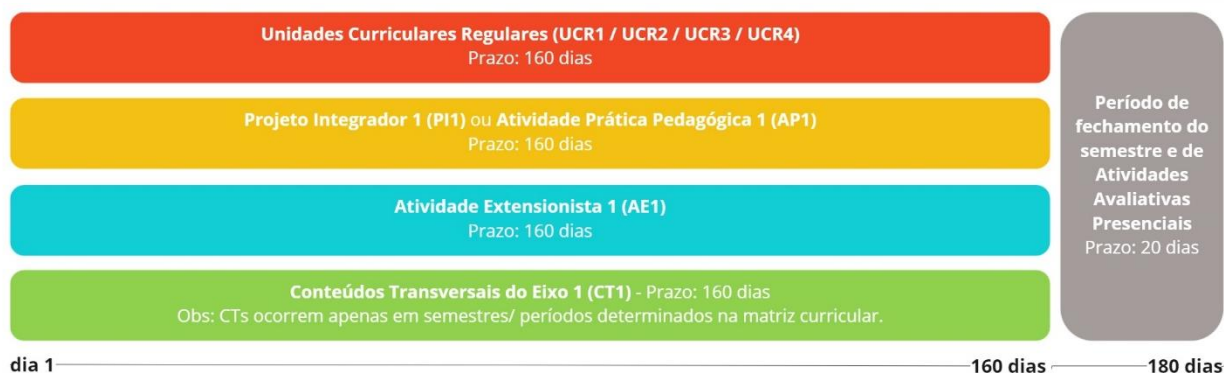 Unidades Curriculares Regulares (UCR1 / UCR2 / UCR3 / UCR4)
Prazo: 160 dias
Projeto Integrador 1 (PI1) ou Atividade Prática Pedagógica 1 (AP1)
Prazo: 160 dias
Atividade Extensionista 1 (AE1)
Prazo: 160 dias
Conteúdos Transversais do Eixo 1 (CT1) - Prazo: 160 dias
Obs: CTs ocorrem apenas em semestres/ períodos determinados na matriz curricular.
Período de
fechamento do
semestre e de
Atividades
Avaliativas
Presenciais
Prazo: 20 dias
dia 1
160 dias
180 dias